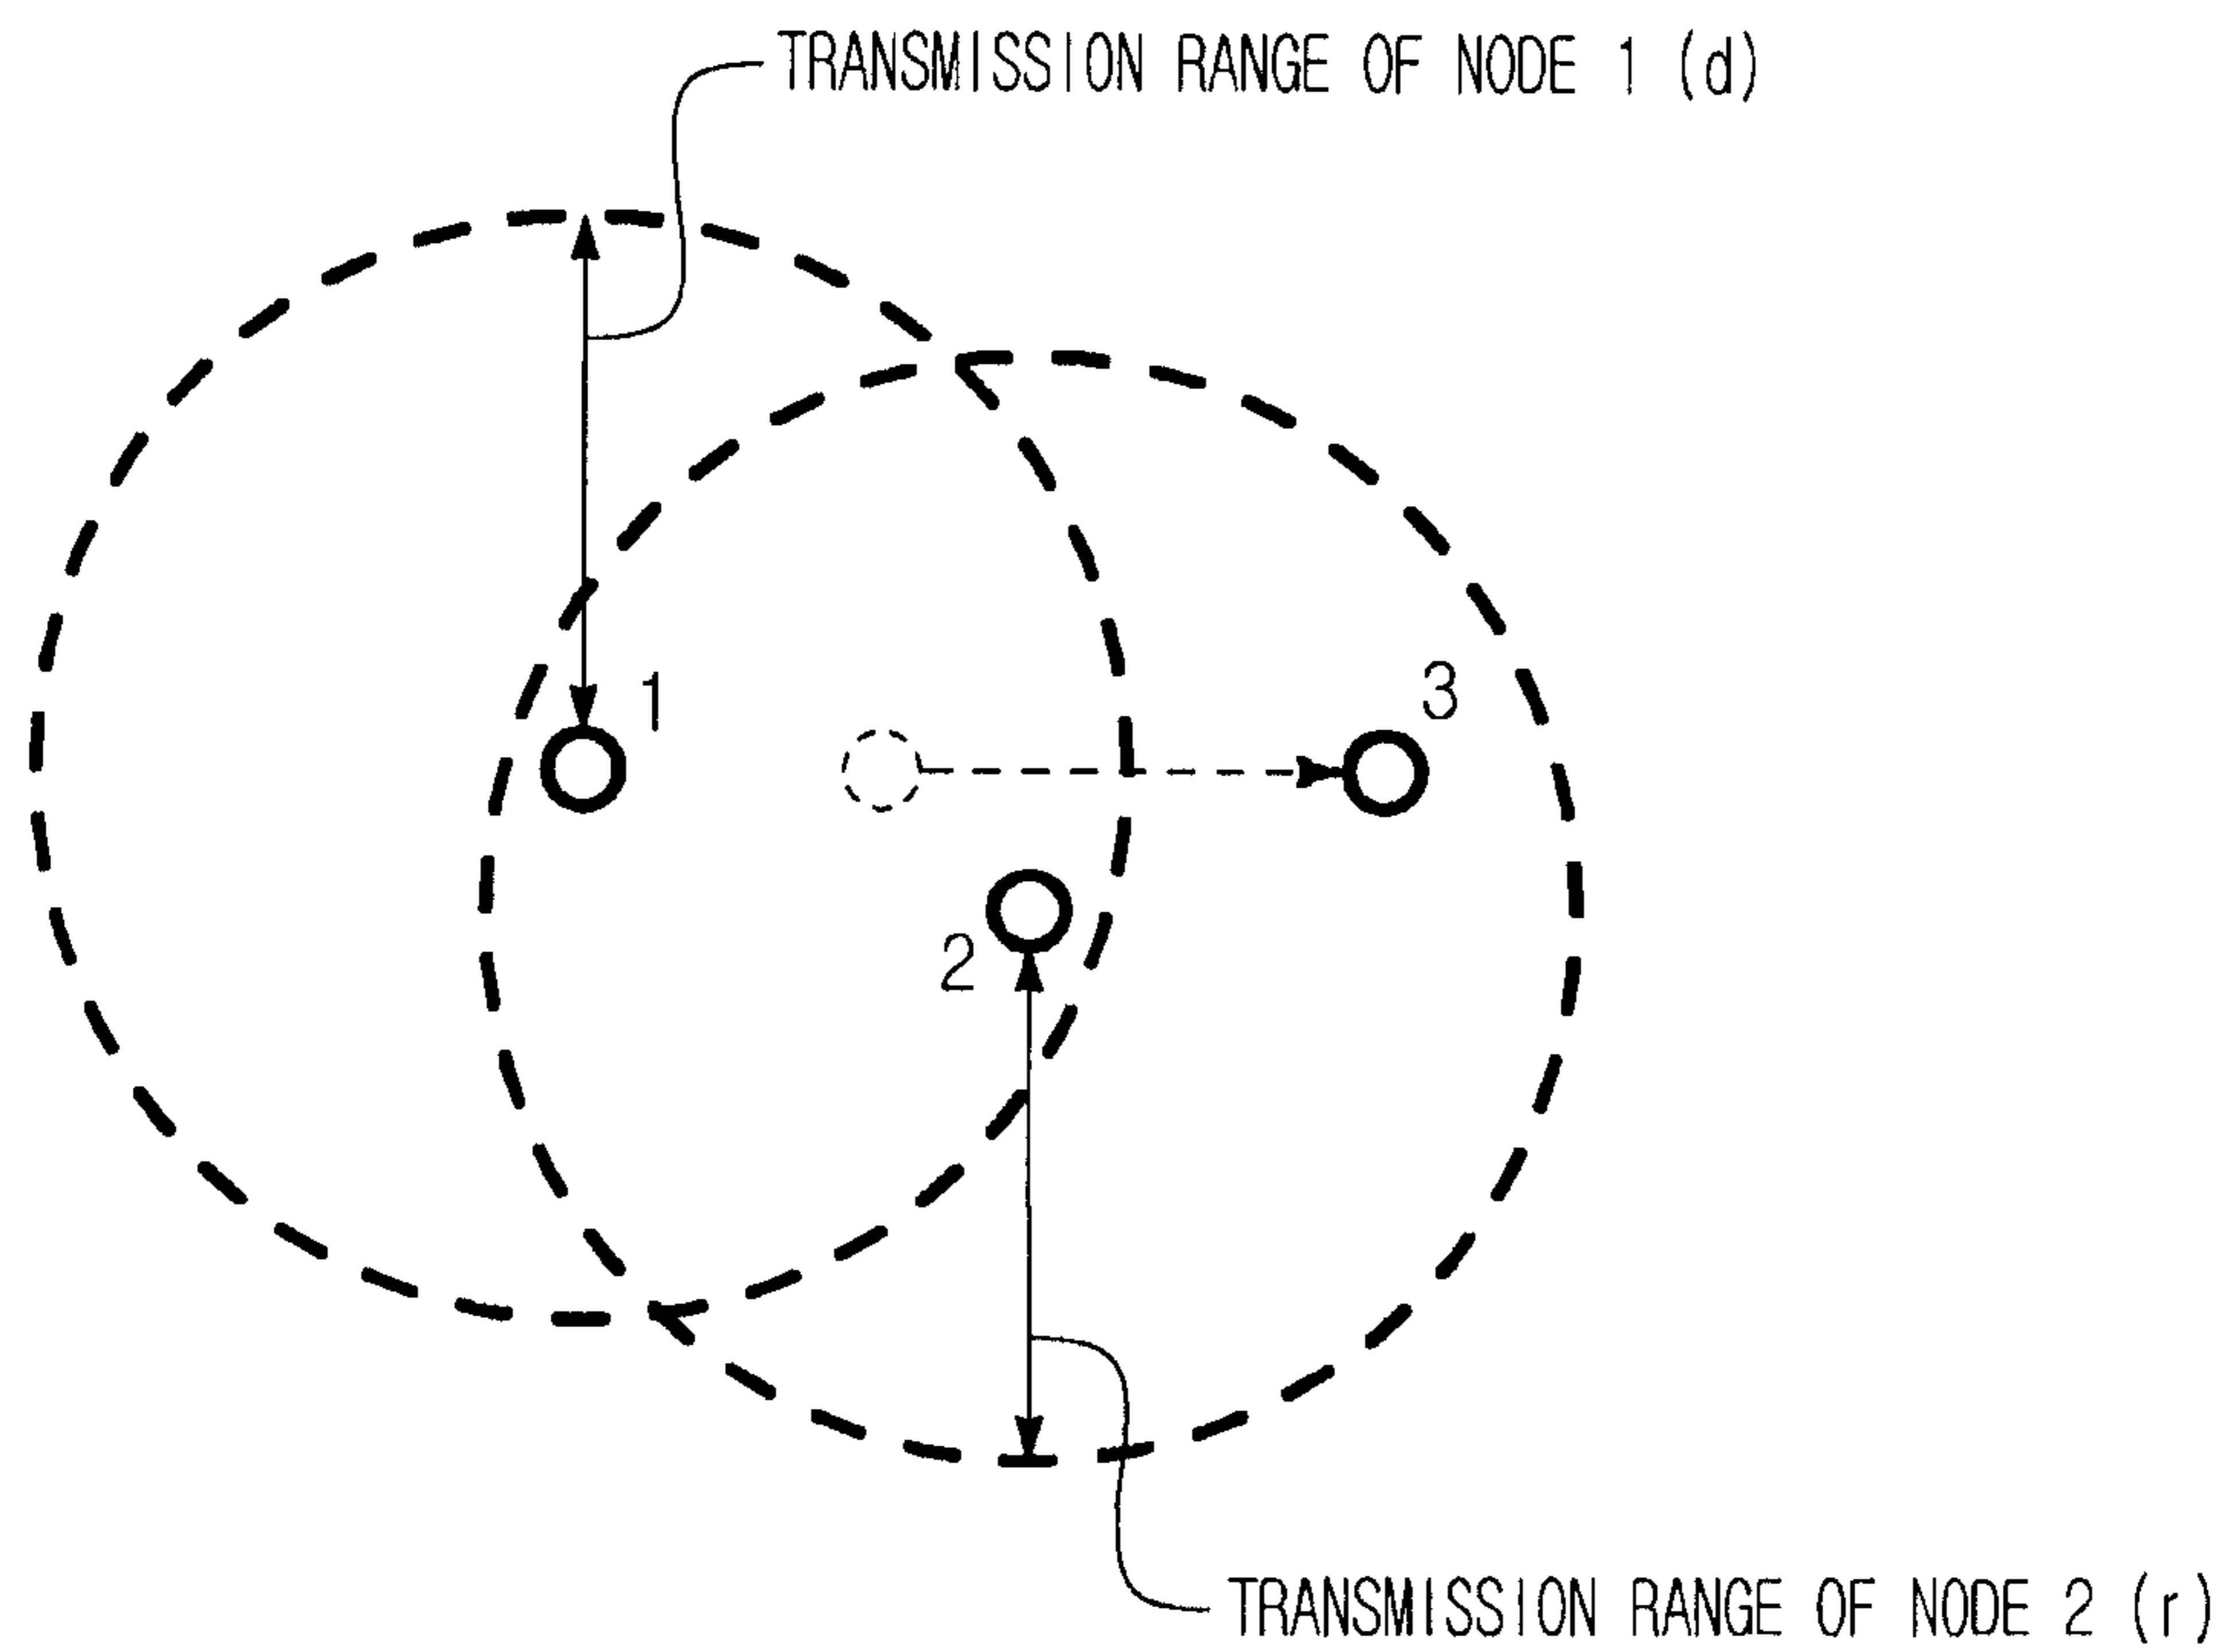 TRANSMISSION RANGE OF NODE 1 (d)
1
3
2
TRANSMISSION RANGE OF NODE 2 (r)